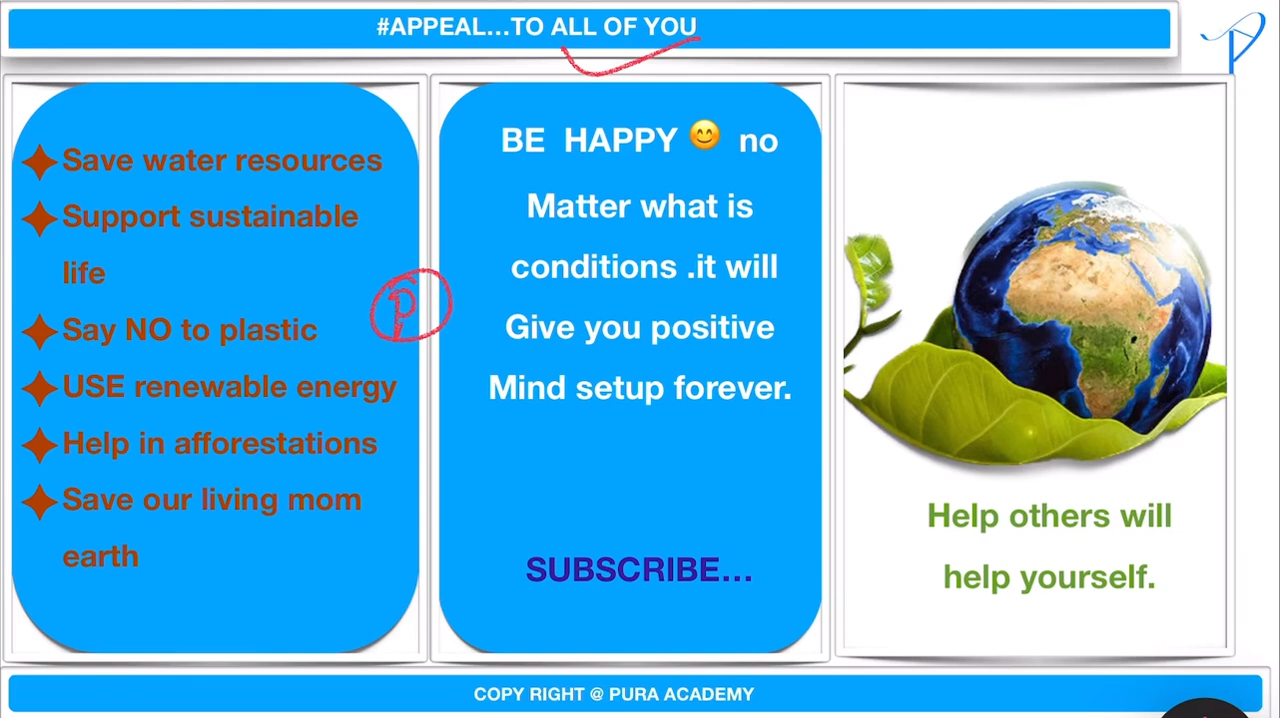 #APPEAL...TO ALL OF YOU
Save water resources
Support sustainable
life
Say NO to plastic
USE renewable energy
Help in afforestations
Save our living mom
earth
P
BE HAPPY 😊 no
Matter what is
conditions .it will
Give you positive
Mind setup forever.
SUBSCRIBE...
Help others will
help yourself.
COPY RIGHT @ PURA ACADEMY